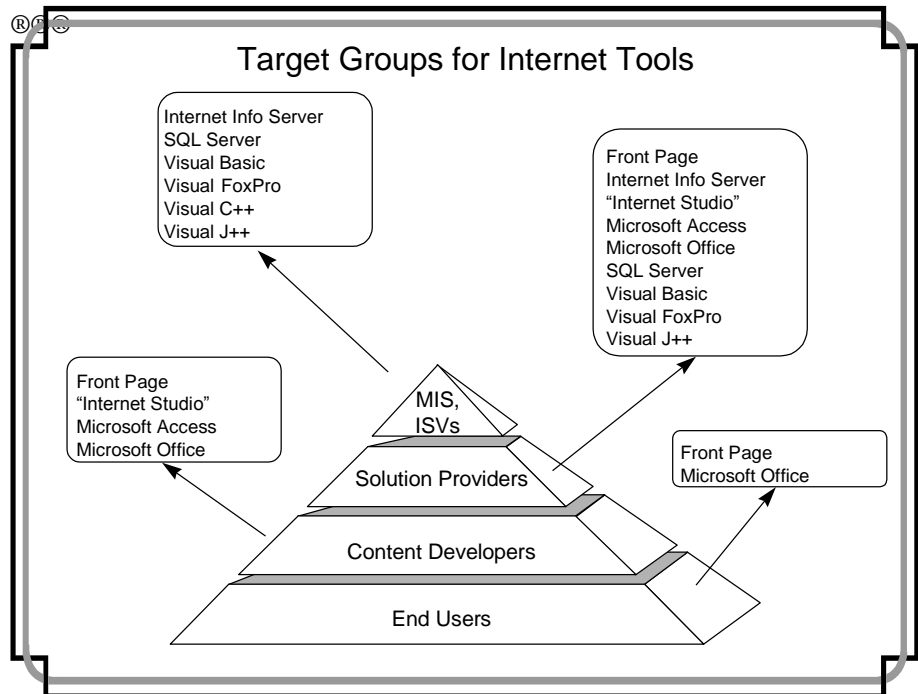 ®®®
Target Groups for Internet Tools
Internet Info Server
SQL Server
Visual Basic
Visual FoxPro
Visual C++
Visual J++
Front Page
Internet Info Server
“Internet Studio”
Microsoft Access
Microsoft Office
SQL Server
Visual Basic
Visual FoxPro
Visual J++
Front Page
“Internet Studio”
Microsoft Access
Microsoft Office
Front Page
Microsoft Office
MIS,
ISVs
Solution Providers
Content Developers
End Users